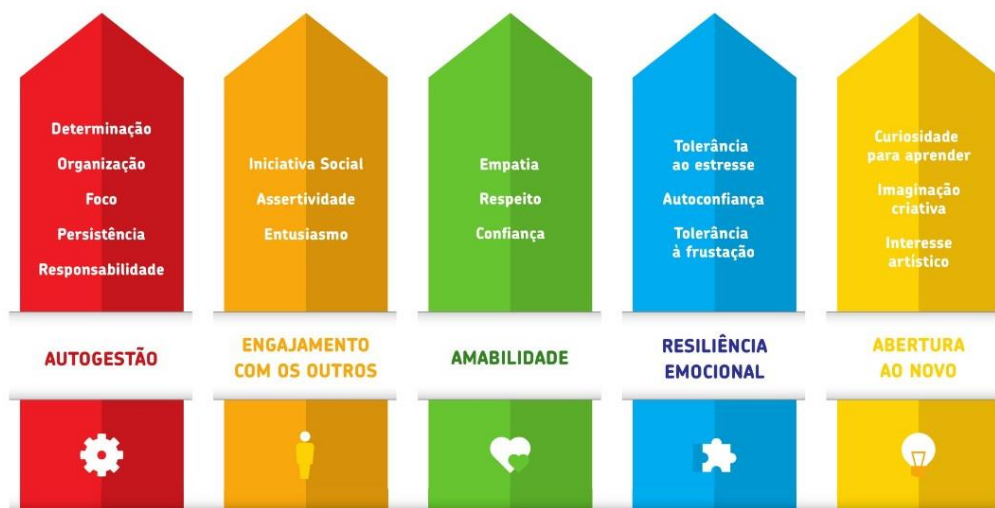 Determinação
Organização
Foco
Persistência
Responsabilidade
AUTOGESTÃO
Iniciativa Social
Assertividade
Entusiasmo
ENGAJAMENTO
COM OS OUTROS
Empatia
Respeito
Confiança
AMABILIDADE
Tolerância
ao estresse
Autoconfiança
Tolerância
à frustação
RESILIÊNCIA
EMOCIONAL
Curiosidade
para aprender
Imaginação
criativa
Interesse
artístico
ABERTURA
AO NOVO